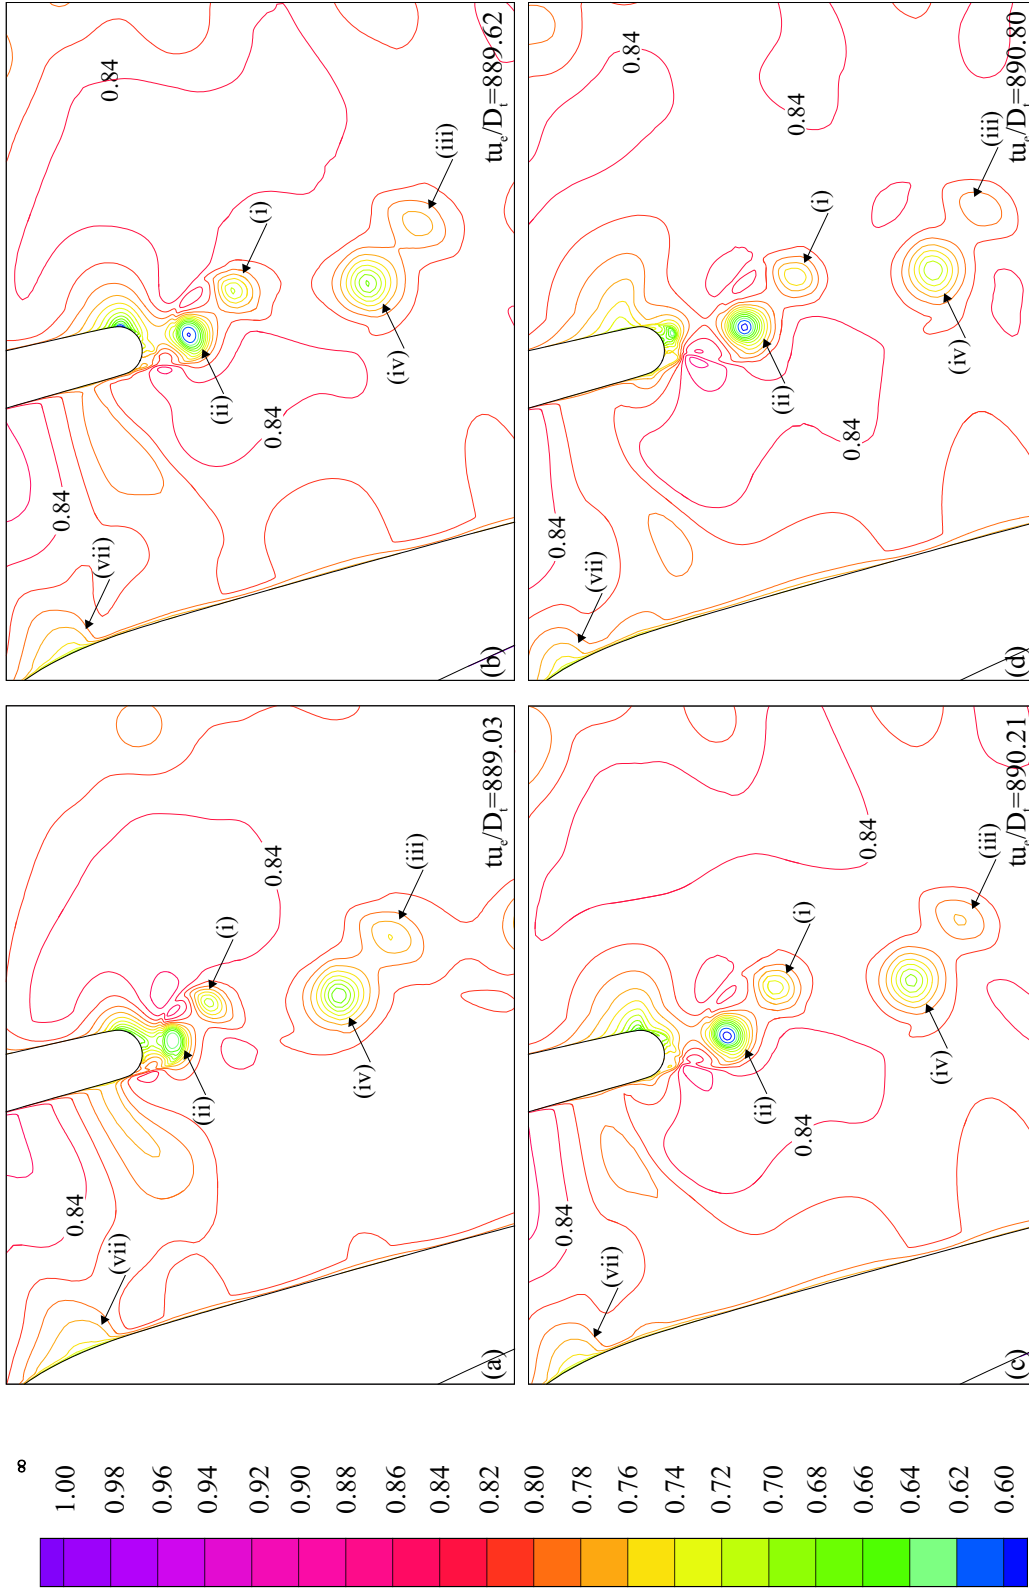 0.84
0.84
0.84
(vii)
(i)
(ii)
(iii)
(iv)
(b)
tu_e/D_t=889.62
0.84
0.84
0.84
0.84
(vii)
(i)
(ii)
(iii)
(iv)
(d)
tu_e/D_t=890.80
0.84
0.84
(vii)
(i)
(ii)
(iii)
(iv)
(a)
tu_e/D_t=889.03
0.84
0.84
0.84
(vii)
(i)
(ii)
(iii)
(iv)
(c)
tu_e/D_t=890.21
∞
1.00
0.98
0.96
0.94
0.92
0.90
0.88
0.86
0.84
0.82
0.80
0.78
0.76
0.74
0.72
0.70
0.68
0.66
0.64
0.62
0.60